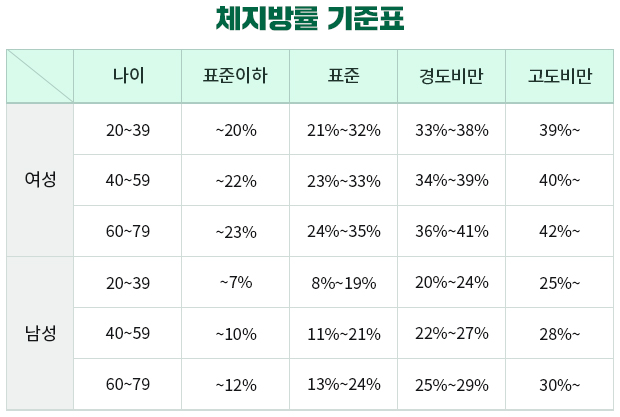 체지방률 기준표
나이 표준이하 표준 경도비만 고도비만
여성
20~39 ~20% 21%~32% 33%~38% 39%~
40~59 ~22% 23%~33% 34%~39% 40%~
60~79 ~23% 24%~35% 36%~41% 42%~
남성
20~39 ~7% 8%~19% 20%~24% 25%~
40~59 ~10% 11%~21% 22%~27% 28%~
60~79 ~12% 13%~24% 25%~29% 30%~